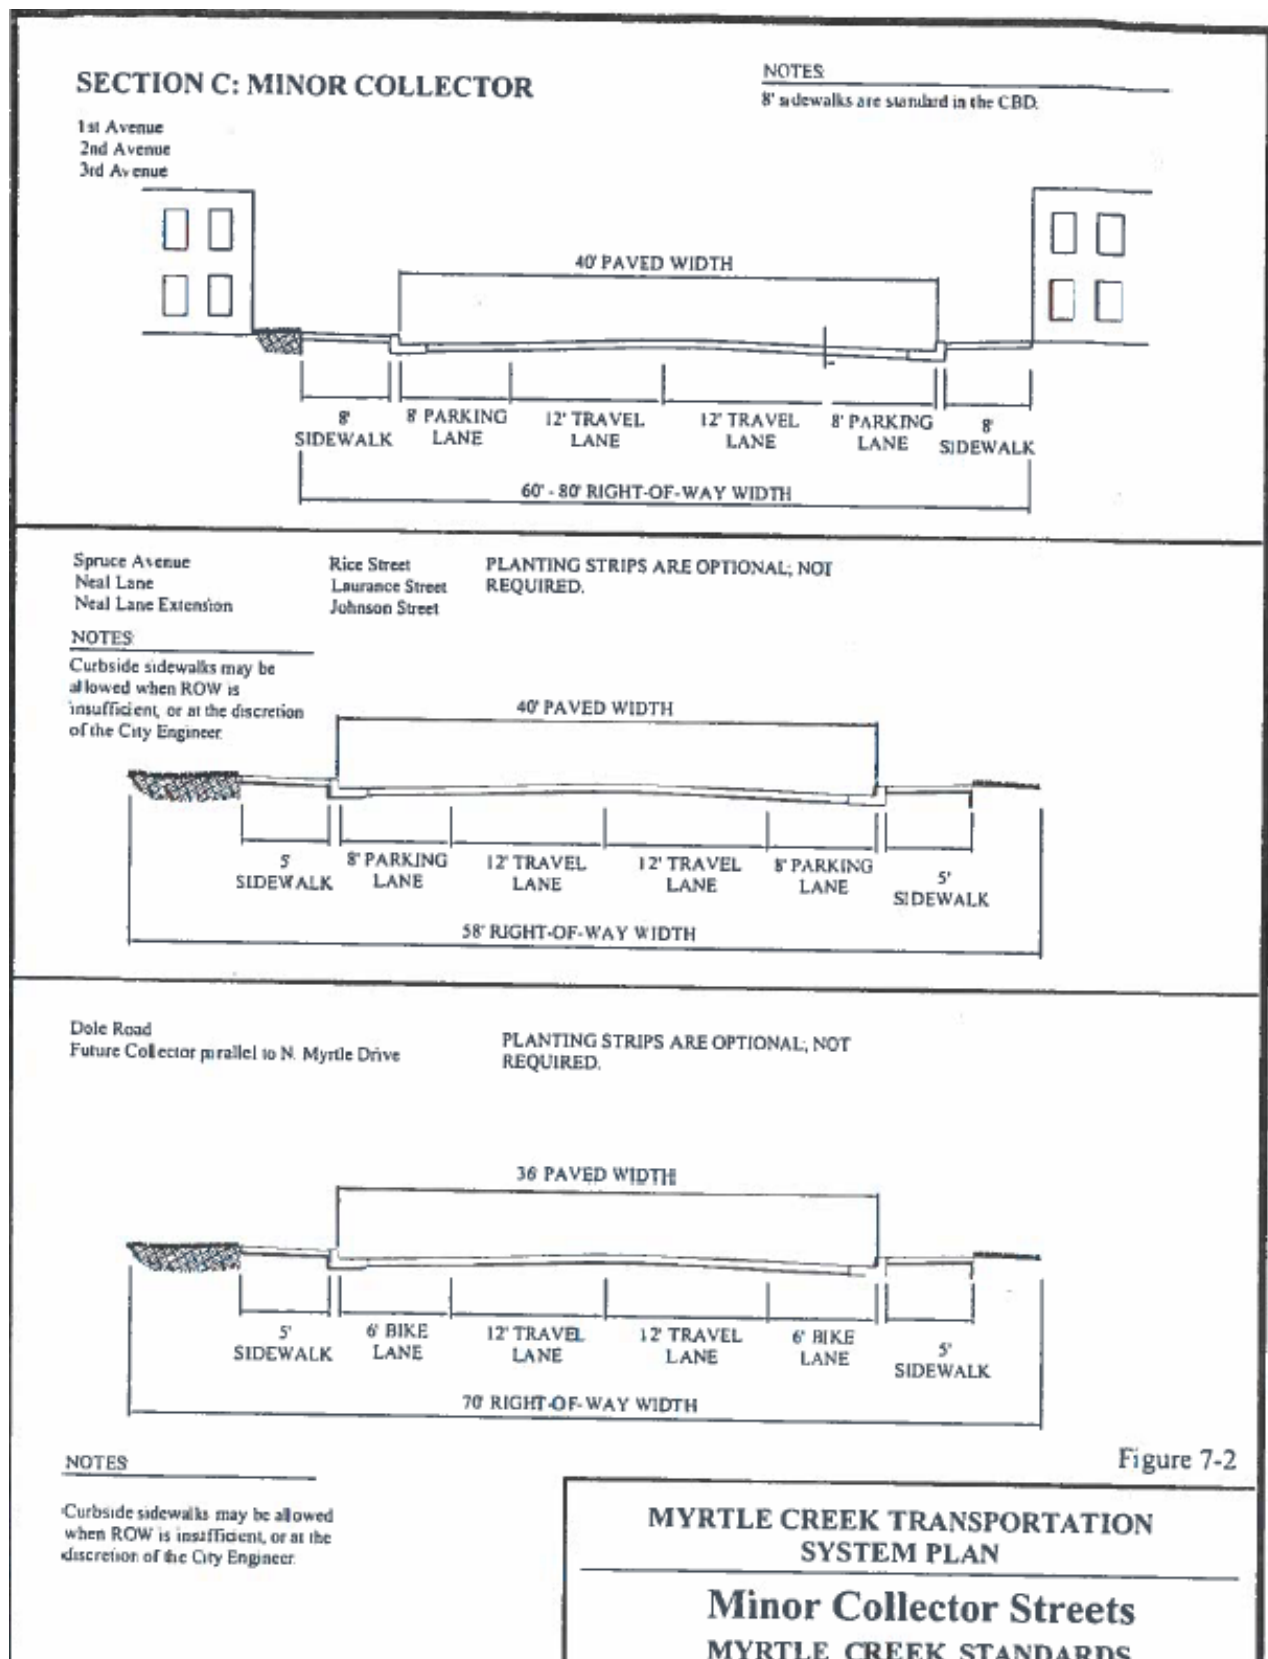 SECTION C: MINOR COLLECTOR
1st Avenue
2nd Avenue
3rd Avenue
NOTES:
8' sidewalks are standard in the CBD.
40' PAVED WIDTH
8'
SIDEWALK
8' PARKING
LANE
12' TRAVEL
LANE
12' TRAVEL
LANE
8' PARKING
LANE
8'
SIDEWALK
60' - 80' RIGHT-OF-WAY WIDTH
Spruce Avenue
Neal Lane
Neal Lane Extension
Rice Street
Laurance Street
Johnson Street
PLANTING STRIPS ARE OPTIONAL; NOT
REQUIRED.
NOTES:
Curbside sidewalks may be
allowed when ROW is
insufficient, or at the discretion
of the City Engineer.
40' PAVED WIDTH
5'
SIDEWALK
8' PARKING
LANE
12' TRAVEL
LANE
12' TRAVEL
LANE
8' PARKING
LANE
5'
SIDEWALK
58' RIGHT-OF-WAY WIDTH
Dole Road
Future Collector parallel to N. Myrtle Drive
PLANTING STRIPS ARE OPTIONAL; NOT
REQUIRED.
36' PAVED WIDTH
5'
SIDEWALK
6' BIKE
LANE
12' TRAVEL
LANE
12' TRAVEL
LANE
6' BIKE
LANE
5'
SIDEWALK
70' RIGHT-OF-WAY WIDTH
NOTES:
Curbside sidewalks may be allowed
when ROW is insufficient, or at the
discretion of the City Engineer.
Figure 7-2
MYRTLE CREEK TRANSPORTATION
SYSTEM PLAN
Minor Collector Streets
MYRTLE CREEK STANDARDS